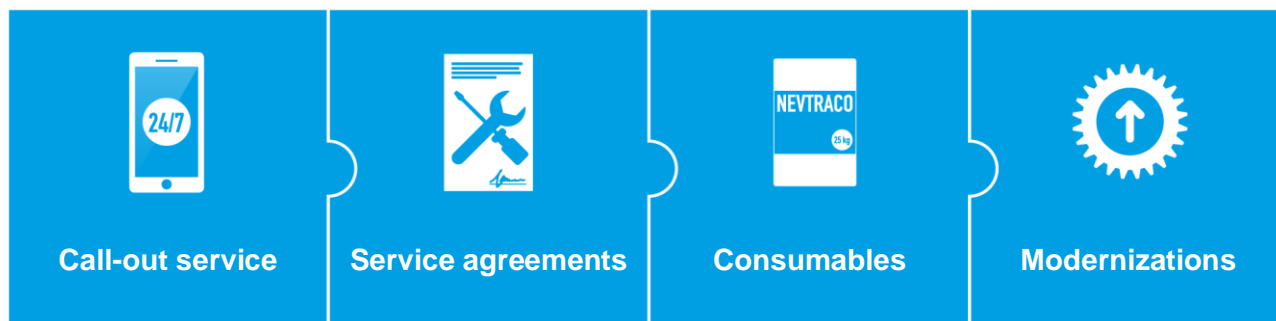 24/7
NEVTRACO
25 kg
Call-out service
Service agreements
Consumables
Modernizations